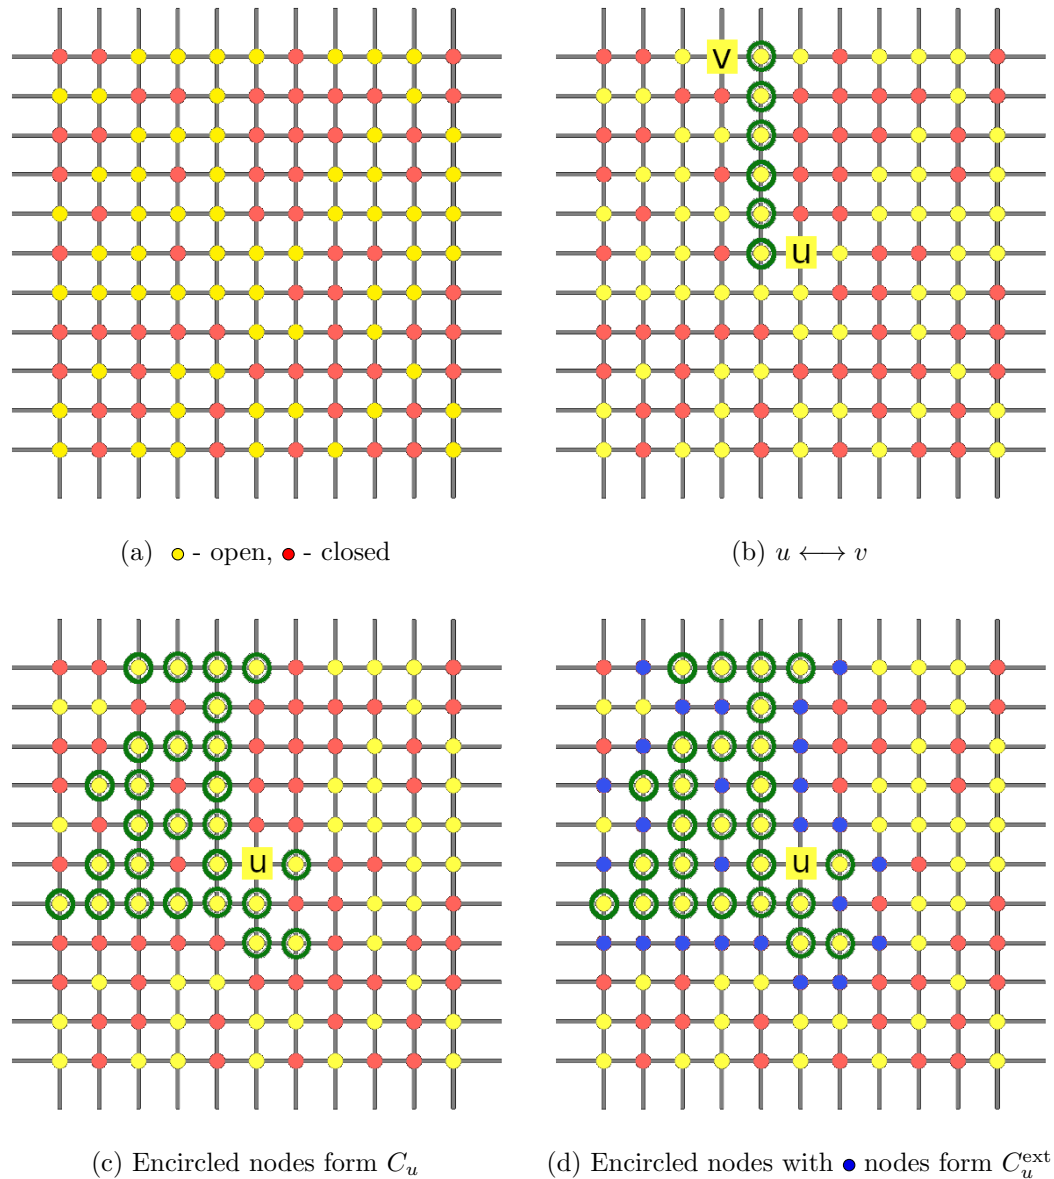 v
u
(a) - open, - closed
(b) u ⟷ v
u
u
(c) Encircled nodes form C_u
(d) Encircled nodes with nodes form C_u^ext